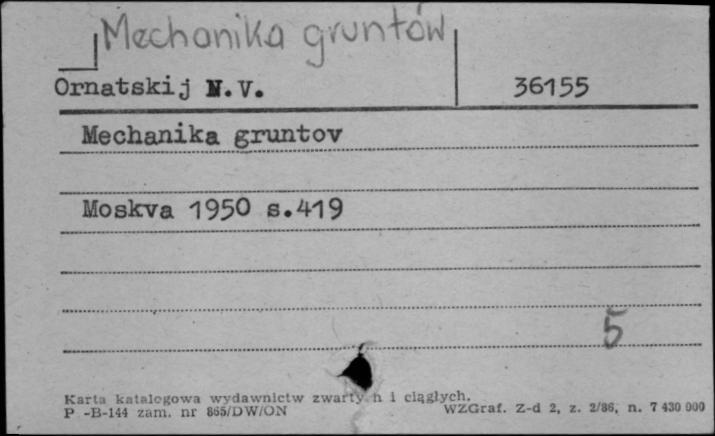 Mechanika gruntów
Ornatskij N.V. 36155
Mechanika gruntov
Moskva 1950 s.419
5
Karta katalogowa wydawnictw zwartych i ciągłych.
P -B-144 zam. nr 865/DW/ON WZGraf. Z-d 2, z. 2/86, n. 7 430 000